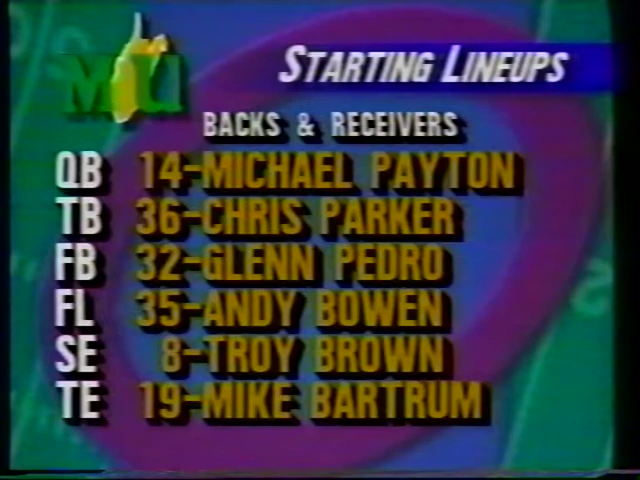 MU
STARTING LINEUPS
BACKS & RECEIVERS
QB 14-MICHAEL PAYTON
TB 36-CHRIS PARKER
FB 32-GLENN PEDRO
FL 35-ANDY BOWEN
SE 8-TROY BROWN
TE 19-MIKE BARTRUM